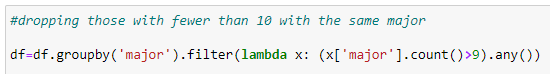 #dropping those with fewer than 10 with the same major
df=df.groupby('major').filter(lambda x: (x['major'].count()>9).any())